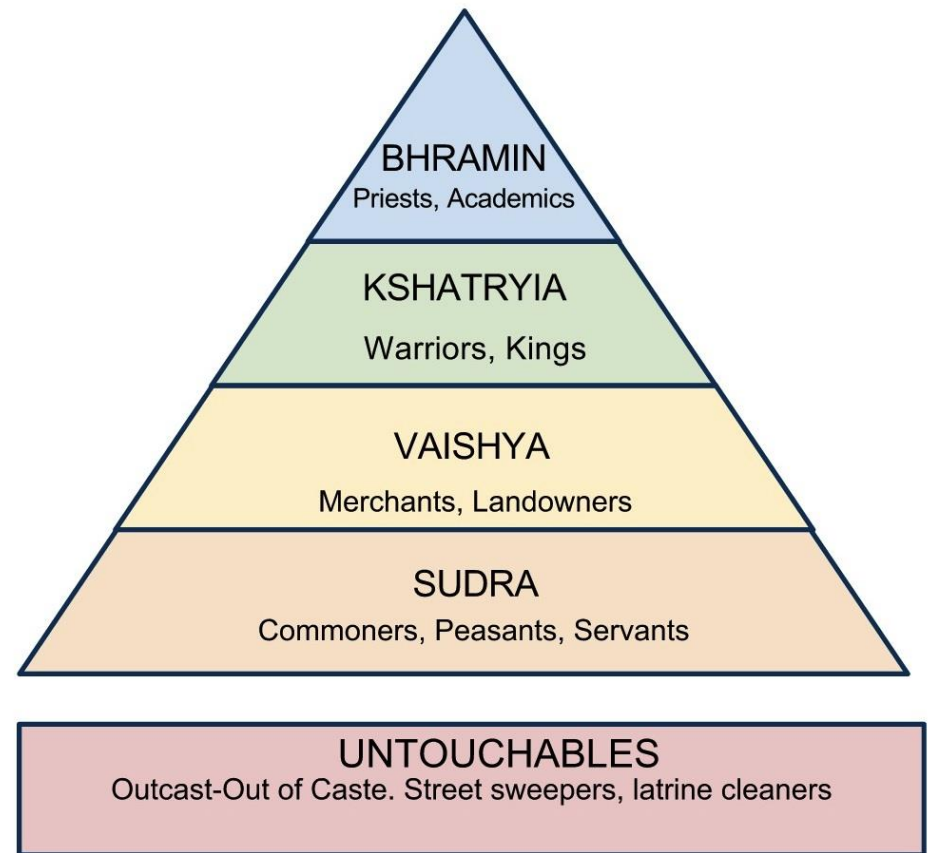 BHRAMIN
Priests, Academics
KSHATRYIA
Warriors, Kings
VAISHYA
Merchants, Landowners
SUDRA
Commoners, Peasants, Servants
UNTOUCHABLES
Outcast-Out of Caste. Street sweepers, latrine cleaners